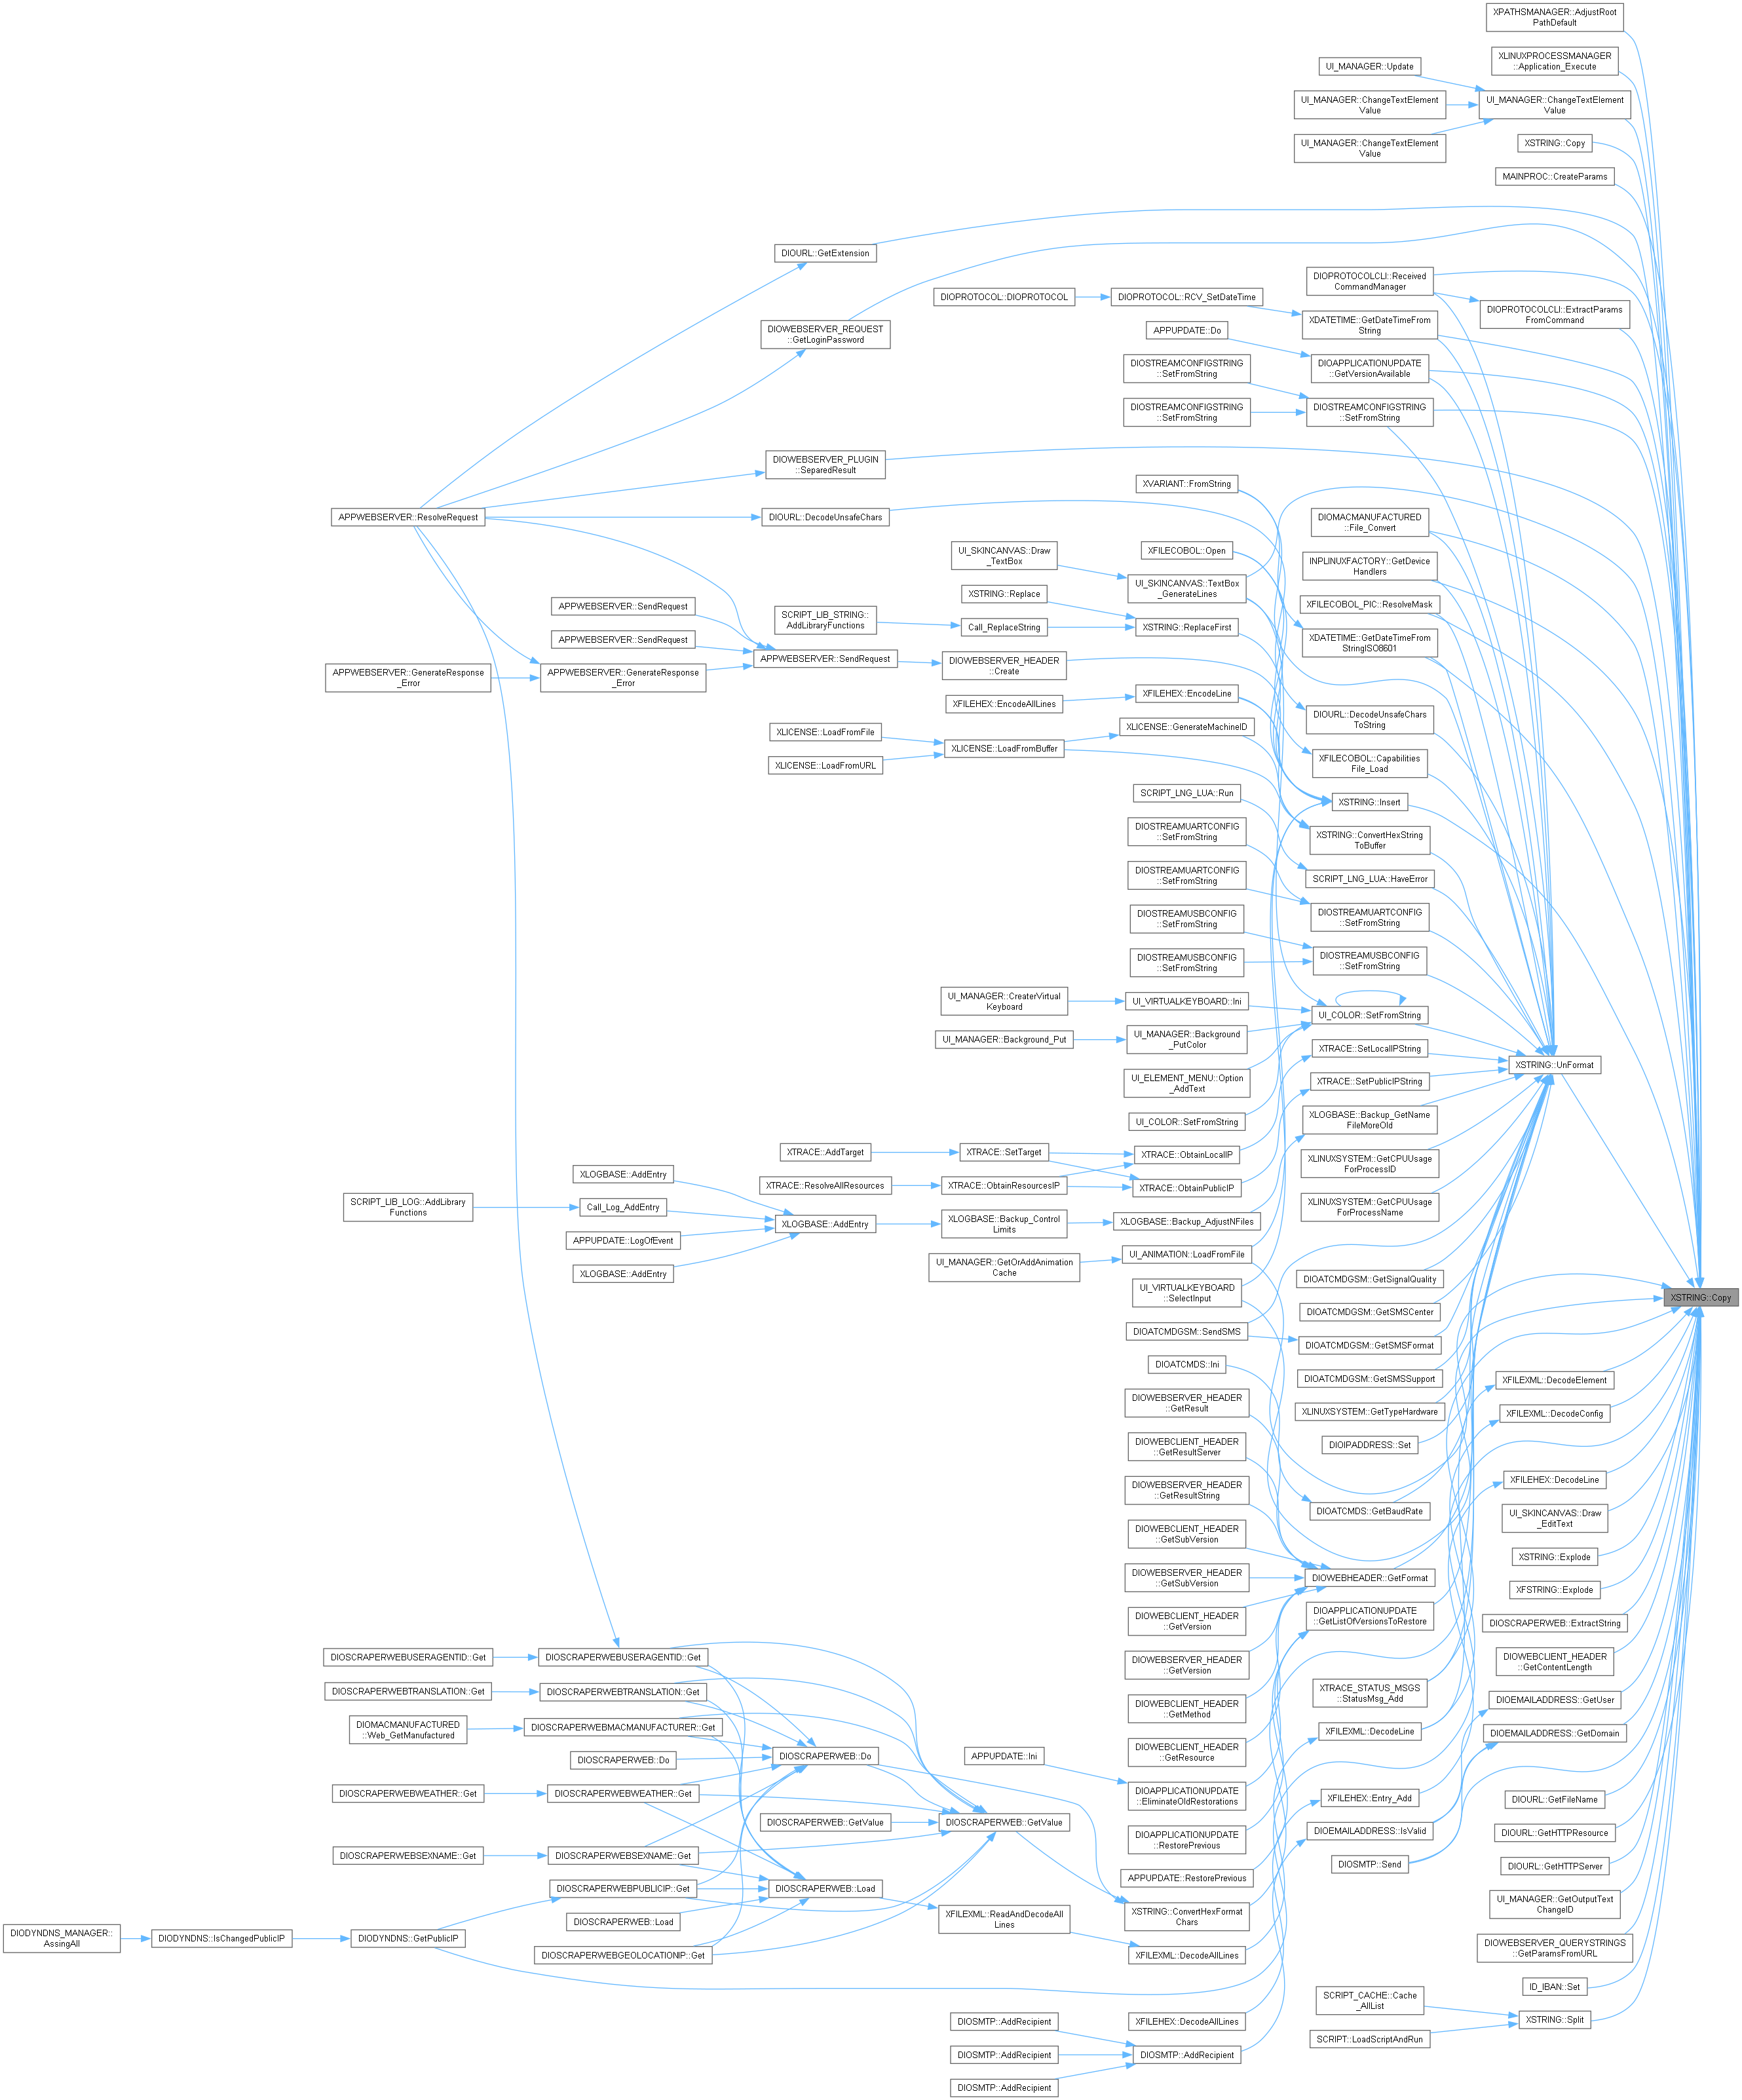 XPATHSMANAGER::AdjustRoot
PathDefault
XLINUXPROCESSMANAGER
::Application_Execute
UI_MANAGER::Update
UI_MANAGER::ChangeTextElement
Value
UI_MANAGER::ChangeTextElement
Value
UI_MANAGER::ChangeTextElement
Value
XSTRING::Copy
MAINPROC::CreateParams
DIOURL::GetExtension
DIOPROTOCOLCLI::Received
CommandManager
DIOPROTOCOL::DIOPROTOCOL
DIOPROTOCOL::RCV_SetDateTime
DIOPROTOCOLCLI::ExtractParams
FromCommand
DIOWEBSERVER_REQUEST
::GetLoginPassword
XDATETIME::GetDateTimeFrom
String
APPUPDATE::Do
DIOAPPLICATIONUPDATE
::GetVersionAvailable
DIOSTREAMCONFIGSTRING
::SetFromString
DIOSTREAMCONFIGSTRING
::SetFromString
DIOSTREAMCONFIGSTRING
::SetFromString
DIOWEBSERVER_PLUGIN
::SeparedResult
XVARIANT::FromString
APPWEBSERVER::ResolveRequest
DIOURL::DecodeUnsafeChars
DIOMACMANUFACTURED
::File_Convert
XFILECOBOL::Open
UI_SKINCANVAS::Draw
_TextBox
INPLINUXFACTORY::GetDevice
Handlers
UI_SKINCANVAS::TextBox
_GenerateLines
XSTRING::Replace
XFILECOBOL_PIC::ResolveMask
APPWEBSERVER::SendRequest
SCRIPT_LIB_STRING::
AddLibraryFunctions
Call_ReplaceString
XSTRING::ReplaceFirst
XDATETIME::GetDateTimeFrom
StringISO8601
APPWEBSERVER::SendRequest
APPWEBSERVER::SendRequest
DIOWEBSERVER_HEADER
::Create
APPWEBSERVER::GenerateResponse
_Error
APPWEBSERVER::GenerateResponse
_Error
XFILEHEX::EncodeAllLines
XFILEHEX::EncodeLine
DIOURL::DecodeUnsafeChars
ToString
XLICENSE::LoadFromFile
XLICENSE::LoadFromURL
XLICENSE::LoadFromBuffer
XLICENSE::GenerateMachineID
XFILECOBOL::Capabilities
File_Load
SCRIPT_LNG_LUA::Run
XSTRING::Insert
DIOSTREAMUARTCONFIG
::SetFromString
XSTRING::ConvertHexString
ToBuffer
DIOSTREAMUARTCONFIG
::SetFromString
SCRIPT_LNG_LUA::HaveError
DIOSTREAMUSBCONFIG
::SetFromString
DIOSTREAMUARTCONFIG
::SetFromString
DIOSTREAMUSBCONFIG
::SetFromString
DIOSTREAMUSBCONFIG
::SetFromString
UI_MANAGER::CreaterVirtual
Keyboard
UI_VIRTUALKEYBOARD::Ini
UI_COLOR::SetFromString
UI_MANAGER::Background_Put
UI_MANAGER::Background
_PutColor
XTRACE::SetLocalIPString
XSTRING::UnFormat
UI_ELEMENT_MENU::Option
_AddText
XTRACE::SetPublicIPString
UI_COLOR::SetFromString
XLOGBASE::Backup_GetName
FileMoreOld
XTRACE::AddTarget
XTRACE::SetTarget
XTRACE::ObtainLocalIP
XLINUXSYSTEM::GetCPUUsage
ForProcessID
XLOGBASE::AddEntry
XTRACE::ResolveAllResources
XTRACE::ObtainResourcesIP
XTRACE::ObtainPublicIP
XLINUXSYSTEM::GetCPUUsage
ForProcessName
SCRIPT_LIB_LOG::AddLibrary
Functions
Call_Log_AddEntry
XLOGBASE::AddEntry
XLOGBASE::Backup_Control
Limits
XLOGBASE::Backup_AdjustNFiles
APPUPDATE::LogOfEvent
XLOGBASE::AddEntry
UI_MANAGER::GetOrAddAnimation
Cache
UI_ANIMATION::LoadFromFile
DIOATCMDGSM::GetSignalQuality
UI_VIRTUALKEYBOARD
::SelectInput
XSTRING::Copy
DIOATCMDGSM::GetSMSCenter
DIOATCMDGSM::SendSMS
DIOATCMDGSM::GetSMSFormat
DIOATCMDS::Ini
DIOATCMDGSM::GetSMSSupport
XFILEXML::DecodeElement
DIOWEBSERVER_HEADER
::GetResult
XLINUXSYSTEM::GetTypeHardware
XFILEXML::DecodeConfig
DIOWEBCLIENT_HEADER
::GetResultServer
DIOIPADDRESS::Set
DIOWEBSERVER_HEADER
::GetResultString
XFILEHEX::DecodeLine
DIOATCMDS::GetBaudRate
UI_SKINCANVAS::Draw
_EditText
DIOWEBCLIENT_HEADER
::GetSubVersion
XSTRING::Explode
DIOWEBSERVER_HEADER
::GetSubVersion
DIOWEBHEADER::GetFormat
XFSTRING::Explode
DIOWEBCLIENT_HEADER
::GetVersion
DIOAPPLICATIONUPDATE
::GetListOfVersionsToRestore
DIOSCRAPERWEB::ExtractString
DIOSCRAPERWEBUSERAGENTID::Get
DIOSCRAPERWEBUSERAGENTID::Get
DIOWEBSERVER_HEADER
::GetVersion
DIOWEBCLIENT_HEADER
::GetContentLength
DIOSCRAPERWEBTRANSLATION::Get
DIOSCRAPERWEBTRANSLATION::Get
XTRACE_STATUS_MSGS
::StatusMsg_Add
DIOEMAILADDRESS::GetUser
DIOWEBCLIENT_HEADER
::GetMethod
DIOMACMANUFACTURED
::Web_GetManufactured
DIOSCRAPERWEBMACMANUFACTURER::Get
XFILEXML::DecodeLine
DIOEMAILADDRESS::GetDomain
DIOWEBCLIENT_HEADER
::GetResource
DIOSCRAPERWEB::Do
DIOSCRAPERWEB::Do
APPUPDATE::Ini
DIOSCRAPERWEBWEATHER::Get
DIOSCRAPERWEBWEATHER::Get
DIOAPPLICATIONUPDATE
::EliminateOldRestorations
XFILEHEX::Entry_Add
DIOURL::GetFileName
DIOSCRAPERWEB::GetValue
DIOSCRAPERWEB::GetValue
DIOEMAILADDRESS::IsValid
DIOURL::GetHTTPResource
DIOAPPLICATIONUPDATE
::RestorePrevious
DIOSCRAPERWEBSEXNAME::Get
DIOSCRAPERWEBSEXNAME::Get
DIOSMTP::Send
DIOURL::GetHTTPServer
APPUPDATE::RestorePrevious
DIOSCRAPERWEBPUBLICIP::Get
DIOSCRAPERWEB::Load
UI_MANAGER::GetOutputText
ChangeID
DIOSCRAPERWEB::Load
XFILEXML::ReadAndDecodeAll
Lines
XSTRING::ConvertHexFormat
Chars
DIODYNDNS_MANAGER::
AssingAll
DIODYNDNS::IsChangedPublicIP
DIODYNDNS::GetPublicIP
DIOSCRAPERWEBGEOLOCATIONIP::Get
XFILEXML::DecodeAllLines
DIOWEBSERVER_QUERYSTRINGS
::GetParamsFromURL
ID_IBAN::Set
SCRIPT_CACHE::Cache
_AllList
XFILEHEX::DecodeAllLines
XSTRING::Split
DIOSMTP::AddRecipient
SCRIPT::LoadScriptAndRun
DIOSMTP::AddRecipient
DIOSMTP::AddRecipient
DIOSMTP::AddRecipient